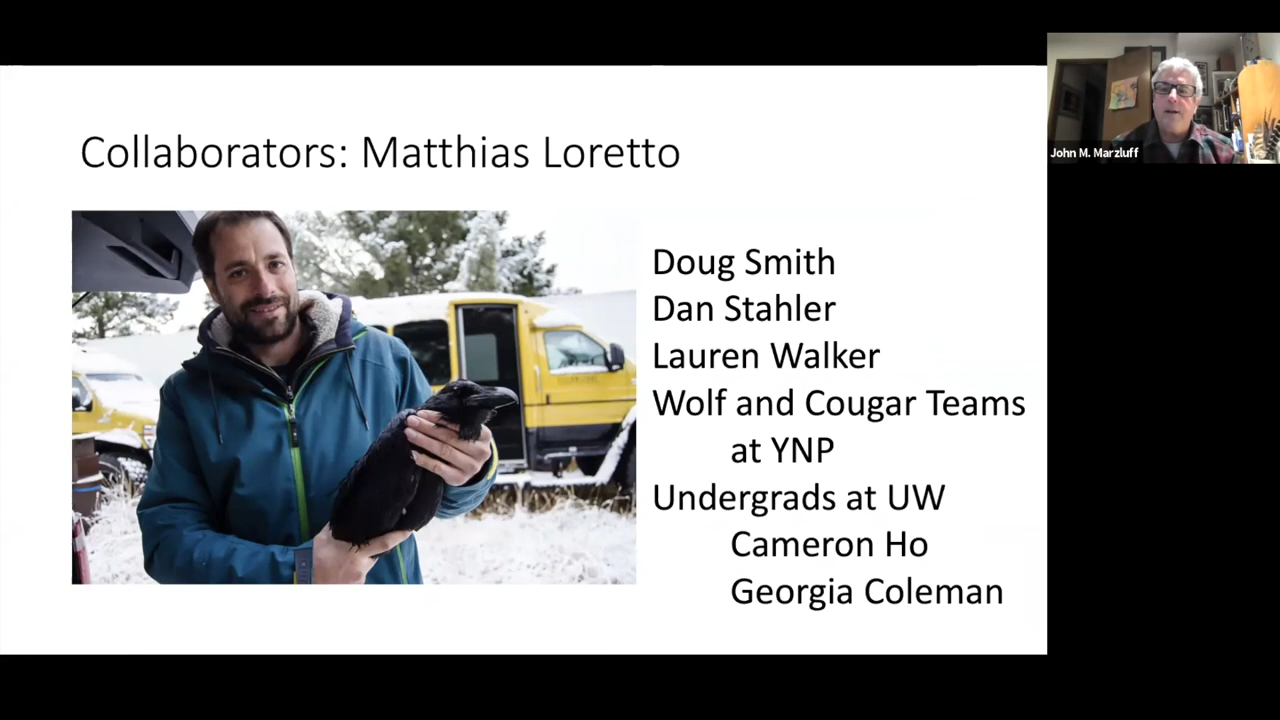 Collaborators: Matthias Loretto
Doug Smith
Dan Stahler
Lauren Walker
Wolf and Cougar Teams
at YNP
Undergrads at UW
Cameron Ho
Georgia Coleman
John M. Marzluff